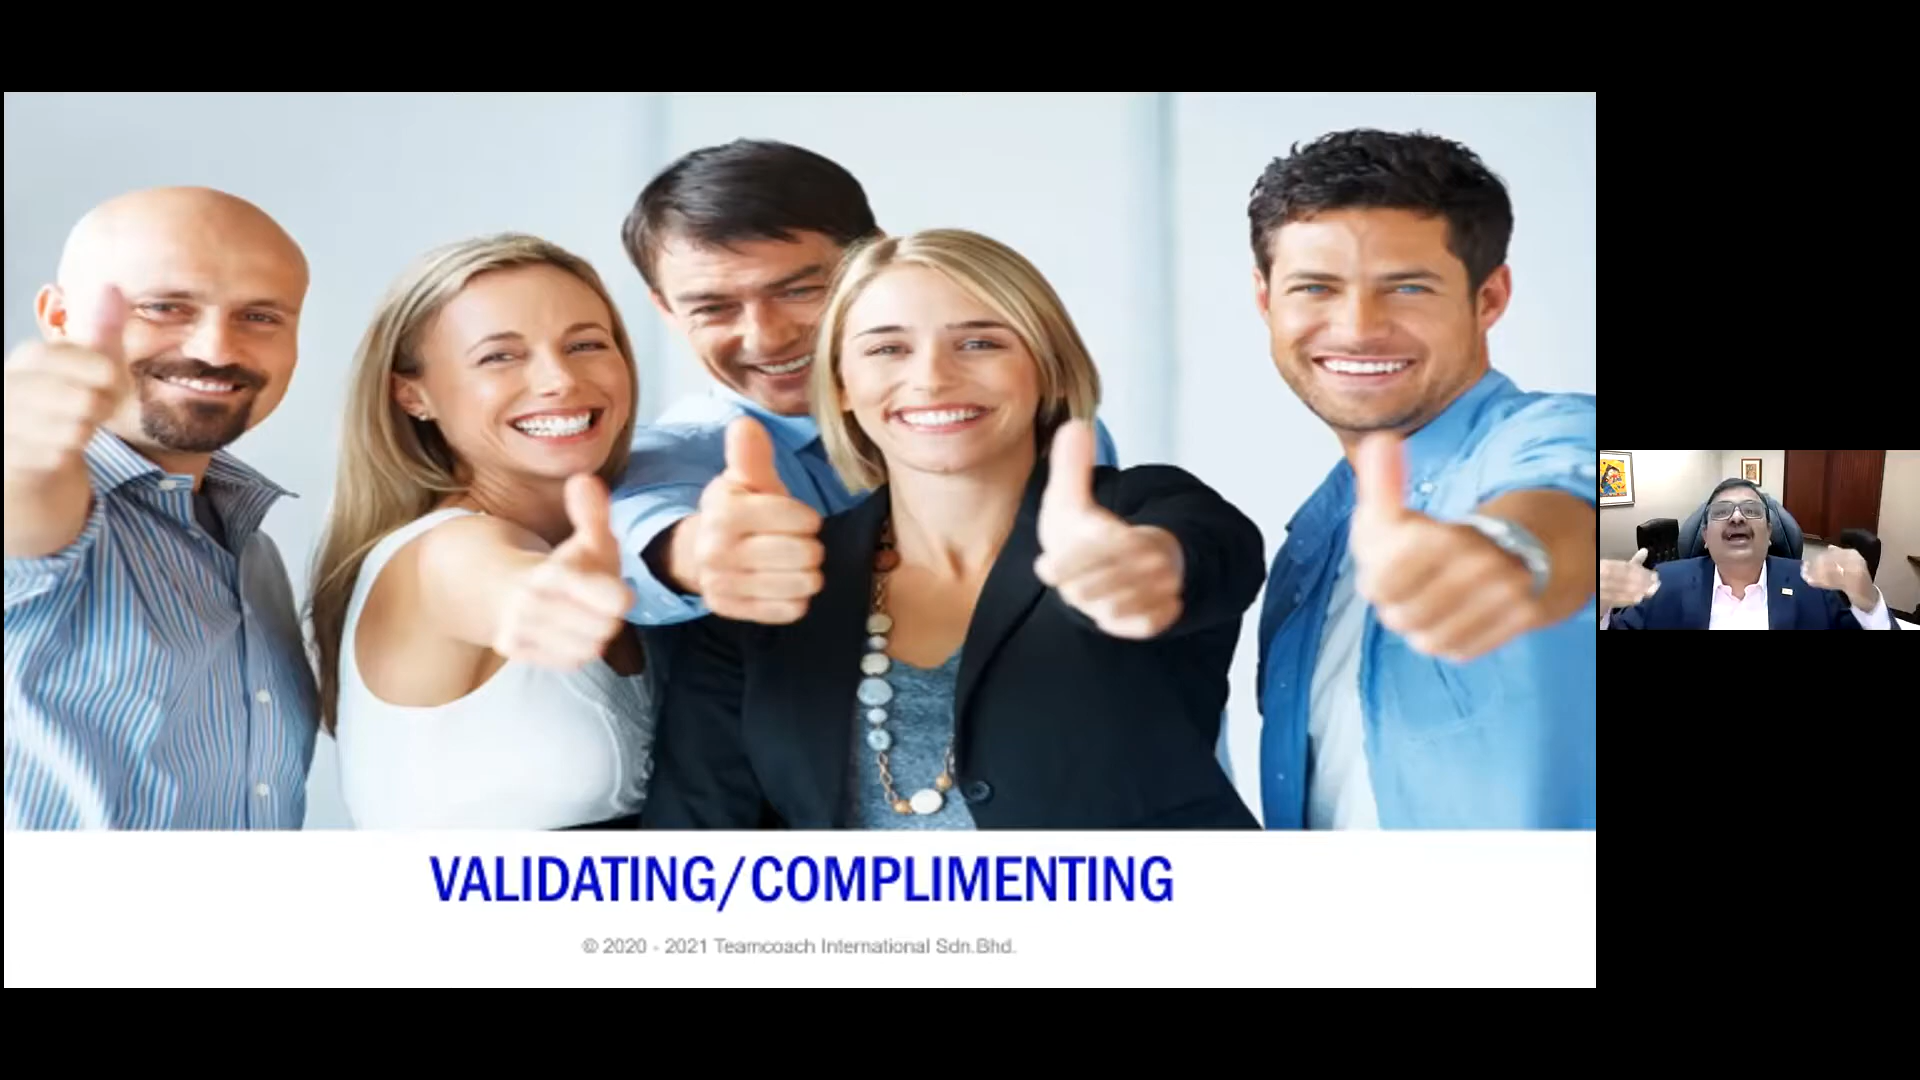 VALIDATING/COMPLIMENTING
© 2020 - 2021 Teamcoach International Sdn.Bhd.